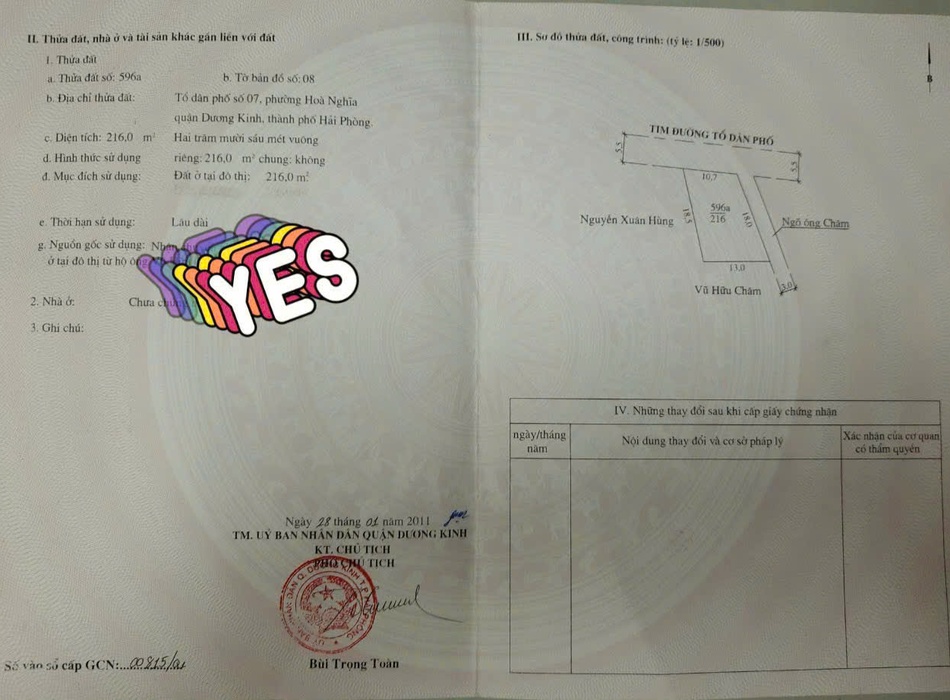 II. Thửa đất, nhà ở và tài sản khác gắn liền với đất
1. Thửa đất
a. Thửa đất số: 596a b. Tờ bản đồ số: 08
b. Địa chỉ thửa đất: Tổ dân phố số 07, phường Hoà Nghĩa
quận Dương Kinh, thành phố Hải Phòng.
c. Diện tích: 216,0 m² Hai trăm mười sáu mét vuông
d. Hình thức sử dụng riêng: 216,0 m² chung: không
đ. Mục đích sử dụng: Đất ở tại đô thị: 216,0 m²
e. Thời hạn sử dụng: Lâu dài
g. Nguồn gốc sử dụng:
ở tại đô thị từ hộ ông
YES
2. Nhà ở: Chưa
3. Ghi chú:
Ngày 28 tháng 01 năm 2011
TM. UỶ BAN NHÂN DÂN QUẬN DƯƠNG KINH
KT. CHỦ TỊCH
PHÓ CHỦ TỊCH
Bùi Trọng Toàn
Số vào sổ cấp GCN:...00815/a1
III. Sơ đồ thửa đất, công trình: (tỷ lệ: 1/500)
B
TIM ĐƯỜNG TỔ DÂN PHỐ
5,5
5,5
10,7
596a
216
18,5
18,0
Nguyễn Xuân Hùng
Ngõ ông Chăm
13,0
3,0
Vũ Hữu Chăm
IV. Những thay đổi sau khi cấp giấy chứng nhận
ngày/tháng
năm
Nội dung thay đổi và cơ sở pháp lý
Xác nhận của cơ quan
có thẩm quyền